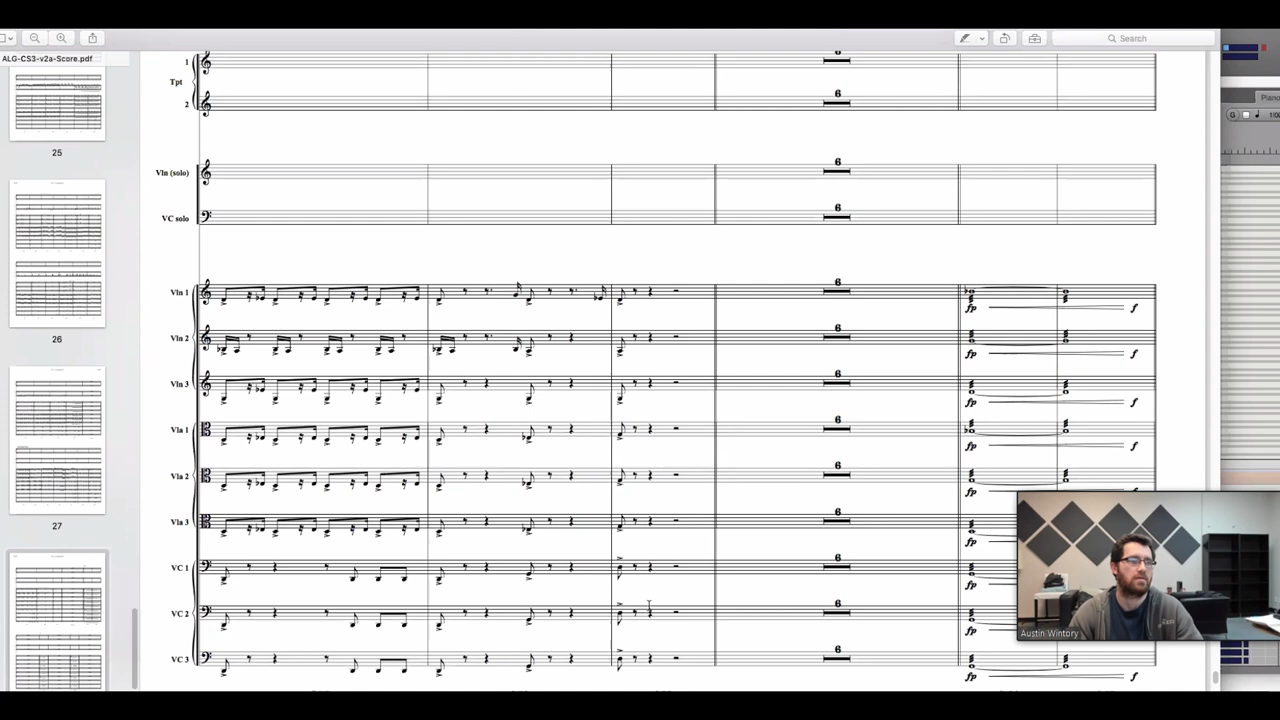 Search
ALG-CS3-v2a-Score.pdf
Piano
G
1
Tpt
2
6
6
25
Vln (solo)
6
VC solo
6
26
Vln 1
6
fp
f
Vln 2
6
fp
f
27
Vln 3
6
fp
f
Vla 1
6
fp
f
Vla 2
6
fp
Vla 3
6
fp
VC 1
6
fp
VC 2
6
fp
VC 3
6
fp
f
Austin Wintory